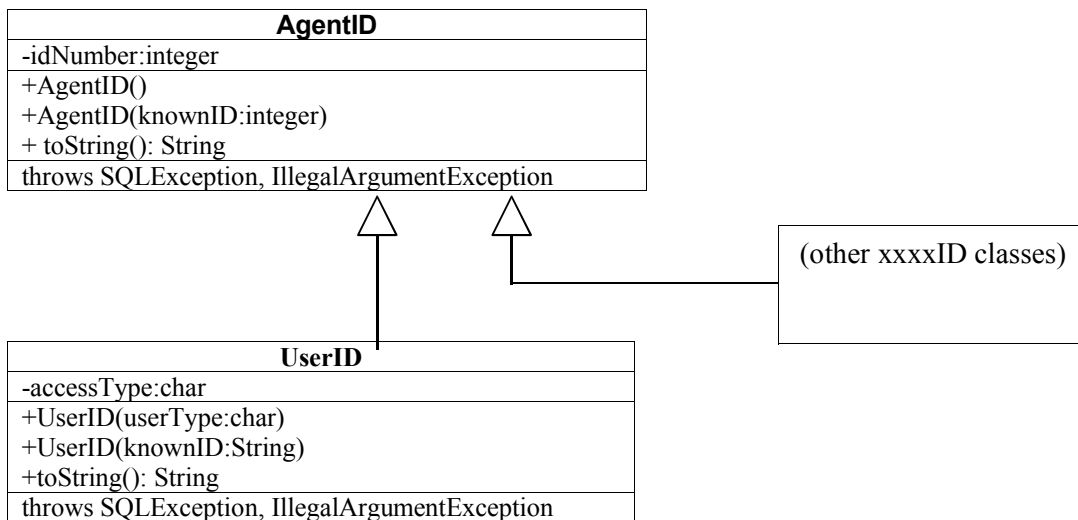 AgentID
-idNumber:integer
+AgentID()
+AgentID(knownID:integer)
+ toString(): String
throws SQLException, IllegalArgumentException
(other xxxxID classes)
UserID
-accessType:char
+UserID(userType:char)
+UserID(knownID:String)
+toString(): String
throws SQLException, IllegalArgumentException